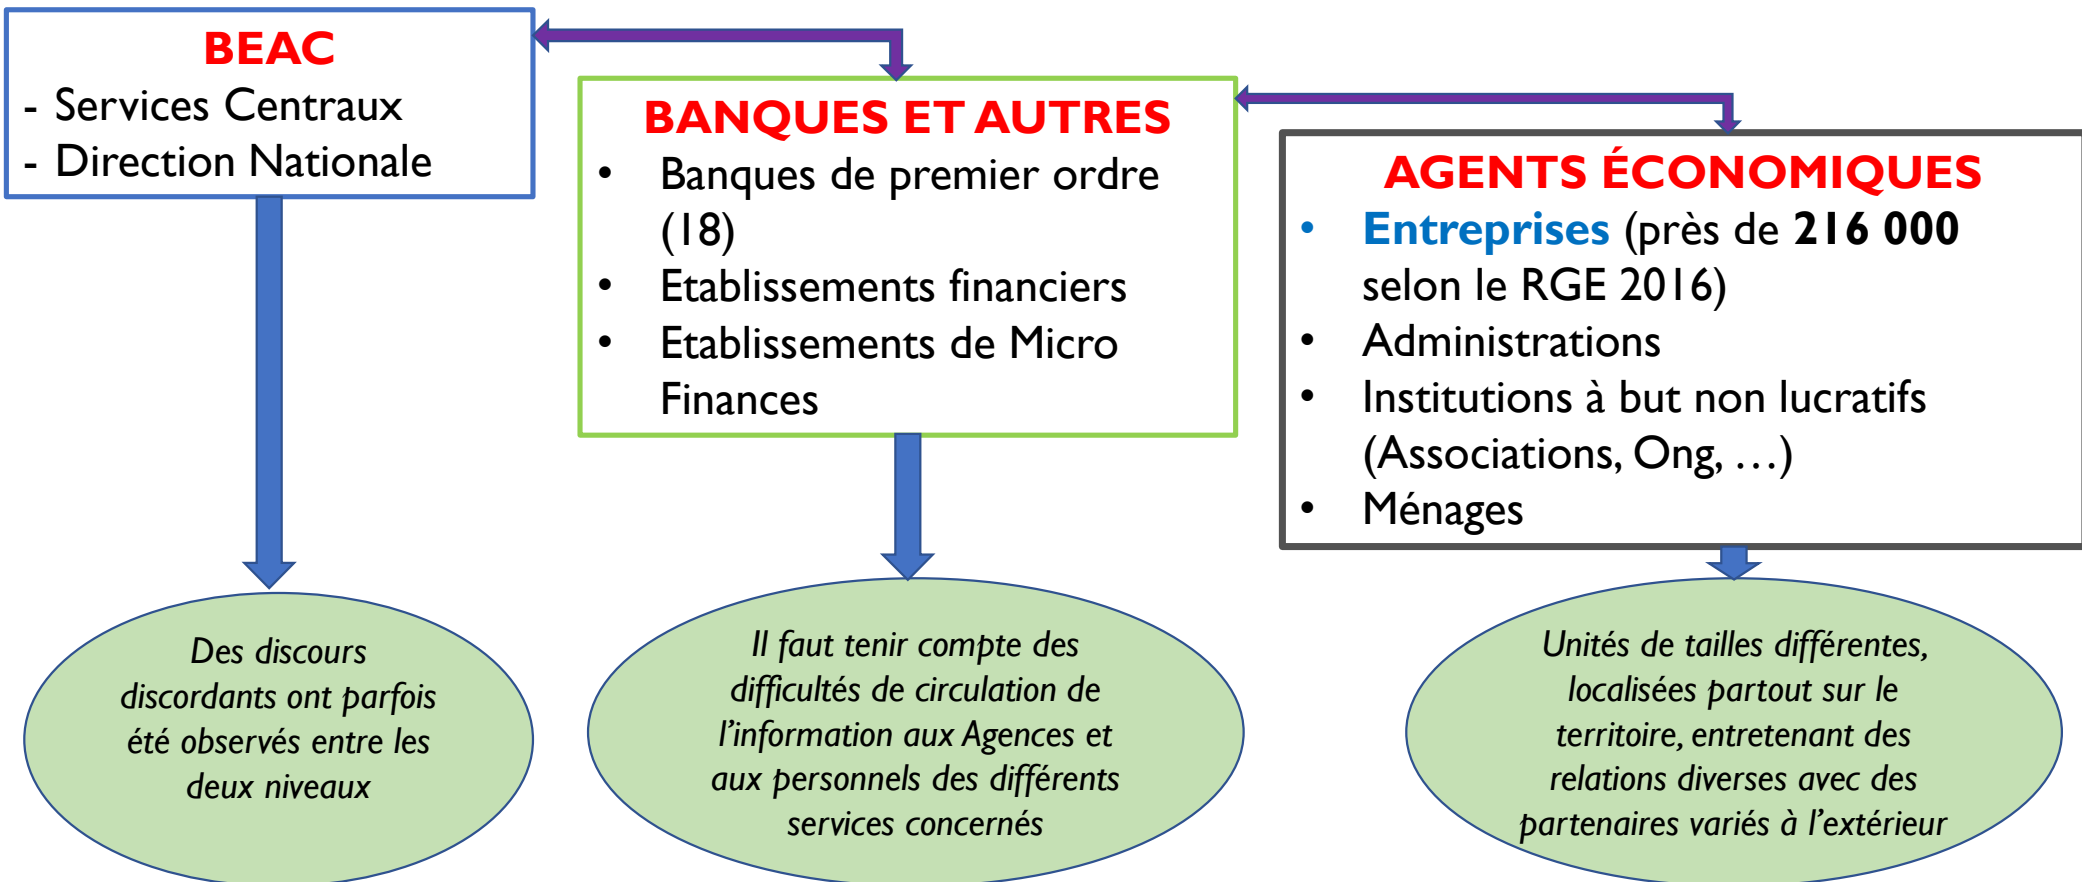 BEAC
- Services Centraux
- Direction Nationale
BANQUES ET AUTRES
• Banques de premier ordre
(18)
• Etablissements financiers
• Etablissements de Micro
Finances
AGENTS ÉCONOMIQUES
• Entreprises (près de 216 000
selon le RGE 2016)
• Administrations
• Institutions à but non lucratifs
(Associations, Ong, …)
• Ménages
Des discours
discordants ont parfois
été observés entre les
deux niveaux
Il faut tenir compte des
difficultés de circulation de
l’information aux Agences et
aux personnels des différents
services concernés
Unités de tailles différentes,
localisées partout sur le
territoire, entretenant des
relations diverses avec des
partenaires variés à l’extérieur